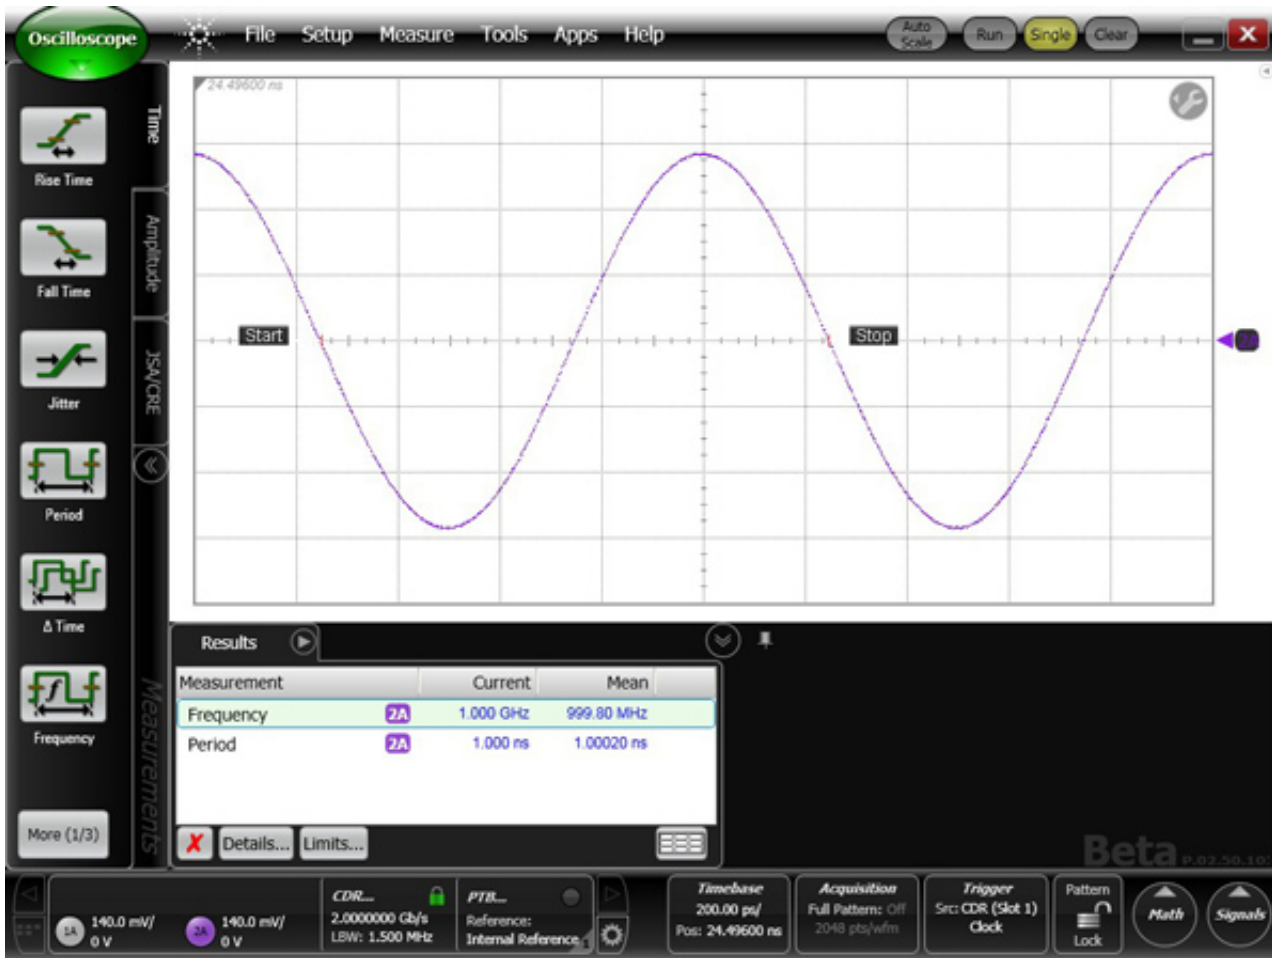 Oscilloscope
File Setup Measure Tools Apps Help
Auto Scale
Run
Single
Clear
24.49600 ns
Time
Amplitude
JSA/CRE
Measurements
Rise Time
Fall Time
Jitter
Period
Δ Time
Frequency
More (1/3)
Start
Stop
2A
Results
Measurement Current Mean
Frequency 2A 1.000 GHz 999.80 MHz
Period 2A 1.000 ns 1.00020 ns
Details...
Limits...
Beta
1A 140.0 mV/
0 V
2A 140.0 mV/
0 V
CDR...
2.0000000 Gb/s
LBW: 1.500 MHz
PTB...
Reference:
Internal Reference
Timebase
200.00 ps/
Pos: 24.49600 ns
Acquisition
Full Pattern: Off
2048 pts/wfm
Trigger
Src: CDR (Slot 1)
Clock
Pattern
Lock
Math
Signals